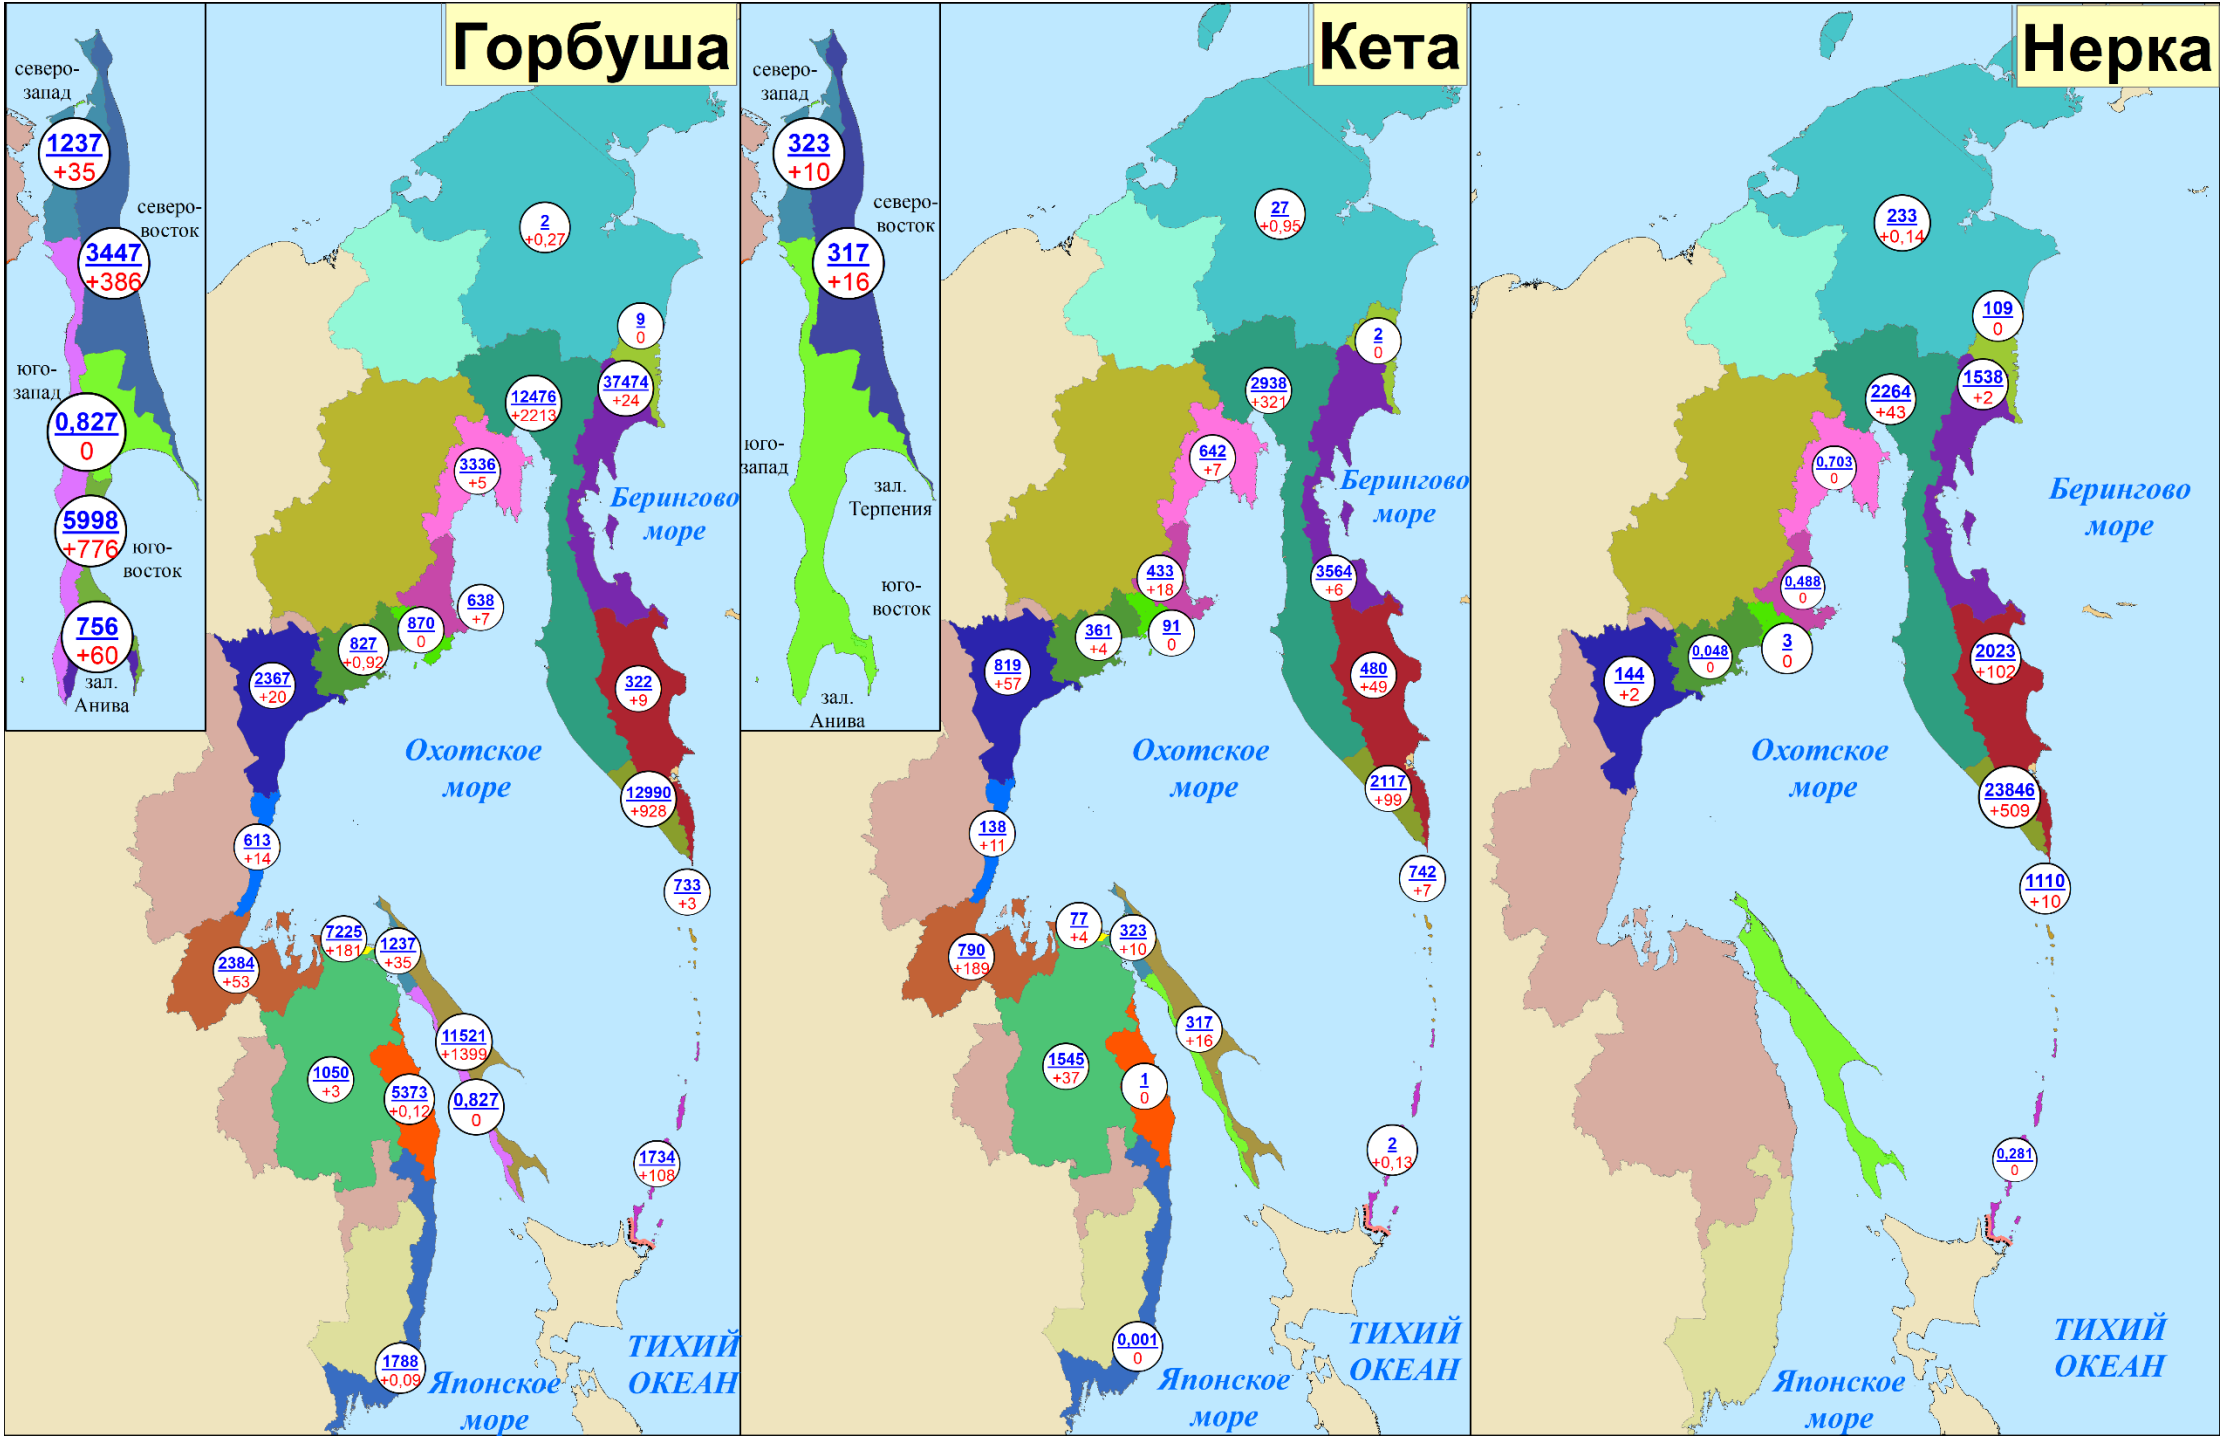 Горбуша
северо-
запад
1237
+35
северо-
восток
3447
+386
юго-
запад
0,827
0
5998
+776
юго-
восток
756
+60
зал.
Анива
2
+0,27
9
0
37474
+24
12476
+2213
3336
+5
Берингово
море
638
+7
870
0
827
+0,92
2367
+20
322
+9
Охотское
море
12990
+928
613
+14
733
+3
7225
+181
1237
+35
2384
+53
11521
+1399
1050
+3
5373
+0,12
0,827
0
1734
+108
1788
+0,09
Японское
море
ТИХИЙ
ОКЕАН
Кета
северо-
запад
323
+10
северо-
восток
317
+16
юго-
запад
зал.
Терпения
юго-
восток
зал.
Анива
27
+0,95
2
0
2938
+321
642
+7
Берингово
море
433
+18
3564
+6
91
0
361
+4
819
+57
480
+49
Охотское
море
2117
+99
138
+11
742
+7
77
+4
323
+10
790
+189
317
+16
1545
+37
1
0
2
+0,13
0,001
0
Японское
море
ТИХИЙ
ОКЕАН
Нерка
233
+0,14
109
0
1538
+2
2264
+43
0,703
0
Берингово
море
0,488
0
3
0
0,048
0
144
+2
2023
+102
Охотское
море
23846
+509
1110
+10
0,281
0
ТИХИЙ
ОКЕАН
Японское
море